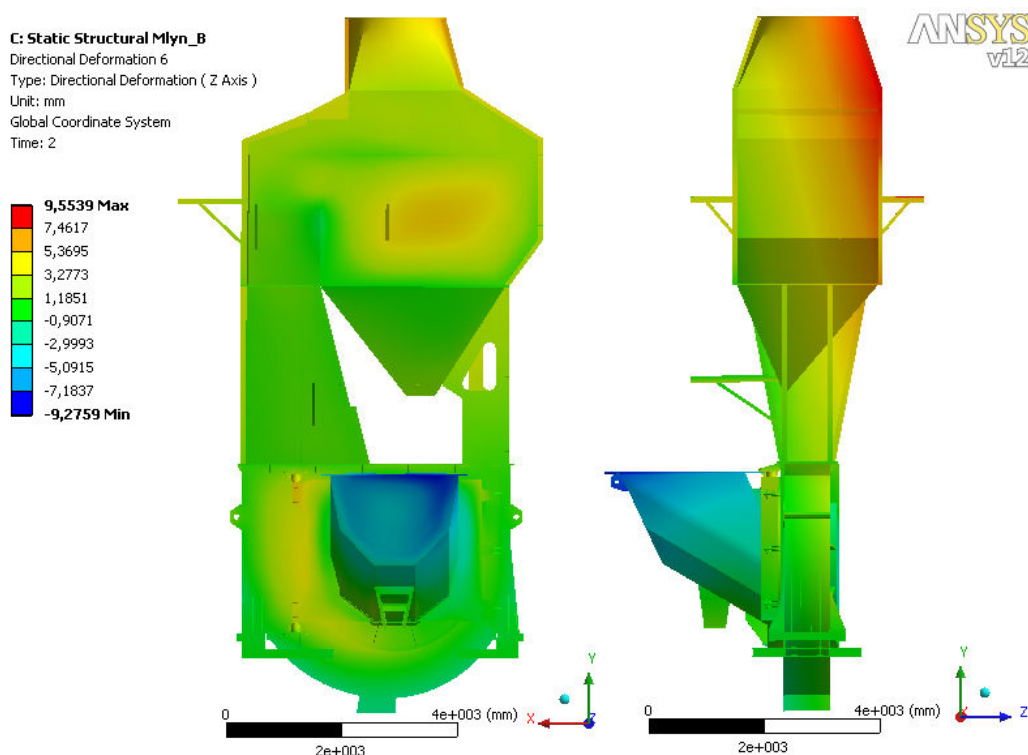 C: Static Structural Mlyn_B
Directional Deformation 6
Type: Directional Deformation ( Z Axis )
Unit: mm
Global Coordinate System
Time: 2
9,5539 Max
7,4617
5,3695
3,2773
1,1851
-0,9071
-2,9993
-5,0915
-7,1837
-9,2759 Min
ANSYS
v12
0 4e+003 (mm)
2e+003
Y
X Z
0 4e+003 (mm)
2e+003
Y
X Z